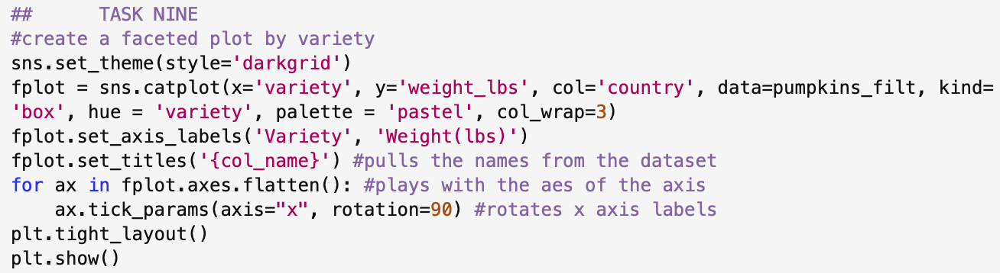 ##      TASK NINE
#create a faceted plot by variety
sns.set_theme(style='darkgrid')
fplot = sns.catplot(x='variety', y='weight_lbs', col='country', data=pumpkins_filt, kind=
'box', hue = 'variety', palette = 'pastel', col_wrap=3)
fplot.set_axis_labels('Variety', 'Weight(lbs)')
fplot.set_titles('{col_name}') #pulls the names from the dataset
for ax in fplot.axes.flatten(): #plays with the aes of the axis
    ax.tick_params(axis="x", rotation=90) #rotates x axis labels
plt.tight_layout()
plt.show()